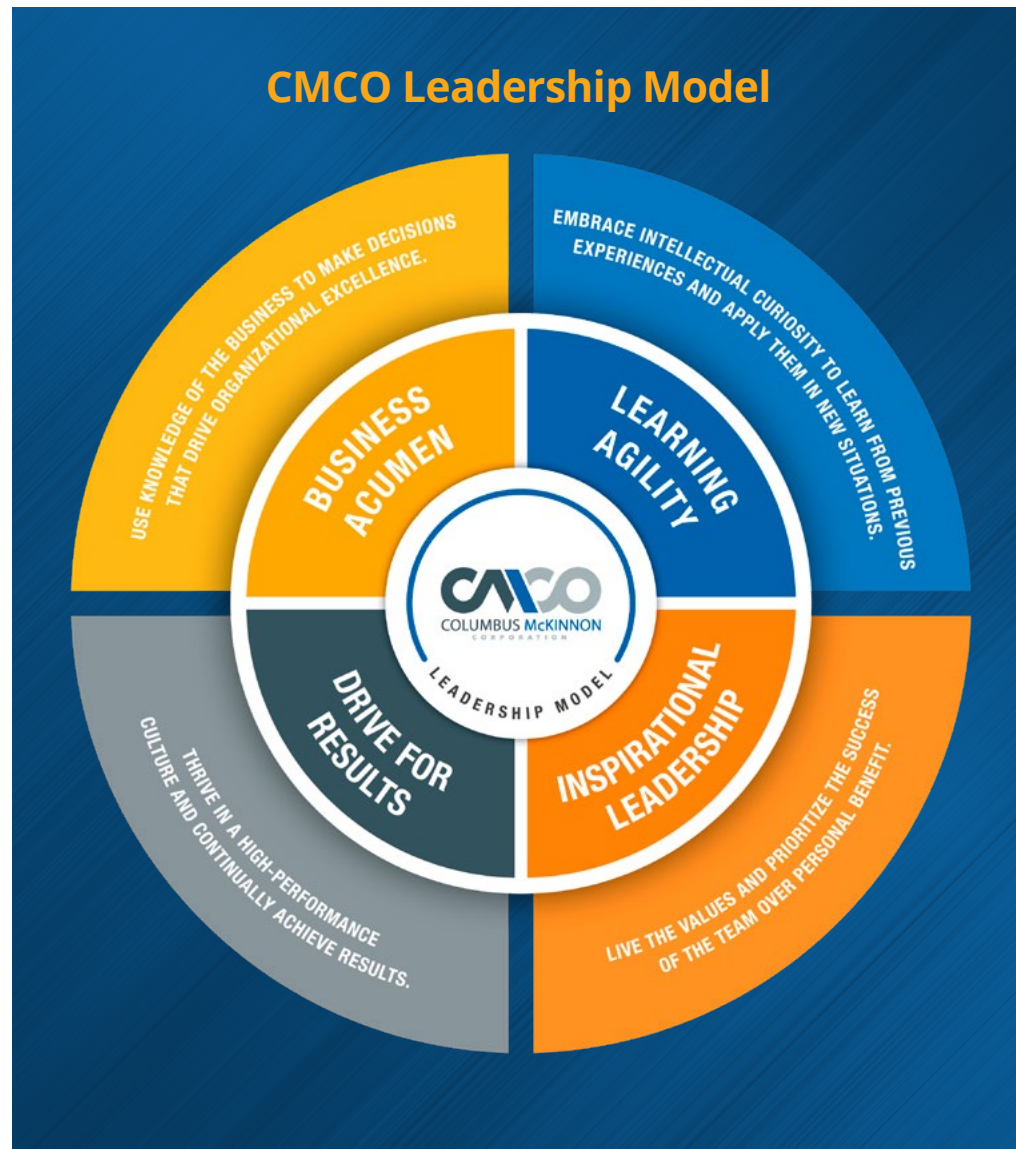 CMCO Leadership Model
USE KNOWLEDGE OF THE BUSINESS TO MAKE DECISIONS
THAT DRIVE ORGANIZATIONAL EXCELLENCE.
BUSINESS
ACUMEN
EMBRACE INTELLECTUAL CURIOSITY TO LEARN FROM PREVIOUS
EXPERIENCES AND APPLY THEM IN NEW SITUATIONS.
LEARNING
AGILITY
CMCO
COLUMBUS McKINNON
CORPORATION
LEADERSHIP MODEL
DRIVE FOR
RESULTS
THRIVE IN A HIGH-PERFORMANCE
CULTURE AND CONTINUALLY ACHIEVE RESULTS.
INSPIRATIONAL
LEADERSHIP
LIVE THE VALUES AND PRIORITIZE THE SUCCESS
OF THE TEAM OVER PERSONAL BENEFIT.